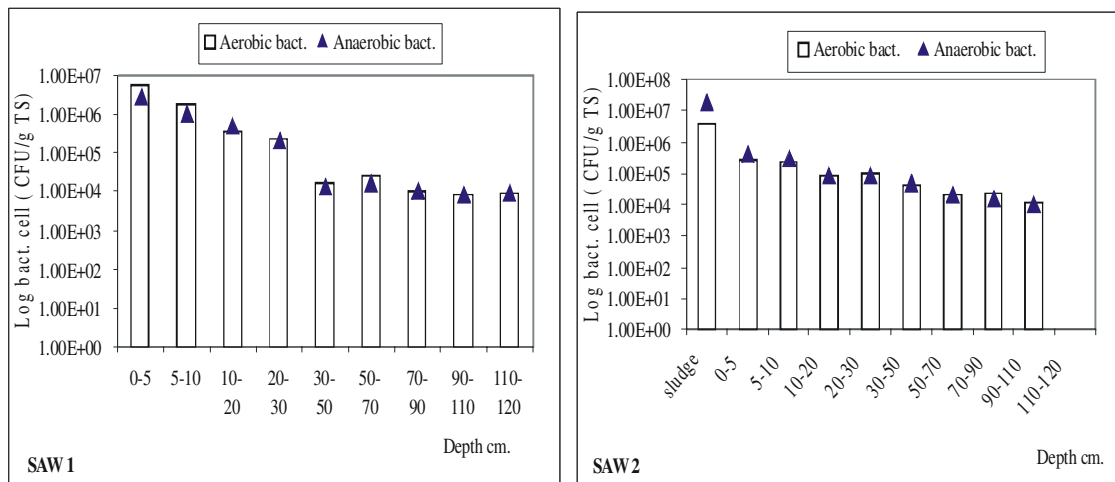 Aerobic bact. Anaerobic bact.
Log bact. cell ( CFU/g TS)
1.00E+07
1.00E+06
1.00E+05
1.00E+04
1.00E+03
1.00E+02
1.00E+01
1.00E+00
0-5 5-10 10- 20- 30- 50- 70- 90- 110-
20 30 50 70 90 110 120
Depth cm.
SAW1
Aerobic bact. Anaerobic bact.
Log bact. cell ( CFU/g TS)
1.00E+08
1.00E+07
1.00E+06
1.00E+05
1.00E+04
1.00E+03
1.00E+02
1.00E+01
1.00E+00
sludge 0-5 5-10 10-20 20-30 30-50 50-70 70-90 90-110 110-120
Depth cm.
SAW2